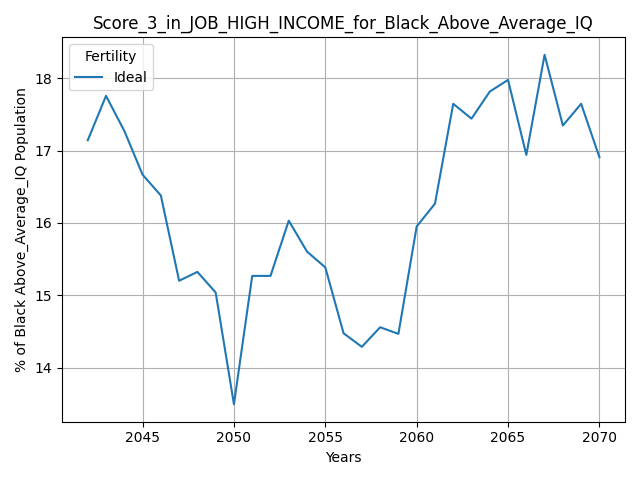 Score_3_in_JOB_HIGH_INCOME_for_Black_Above_Average_IQ
Fertility
Ideal
% of Black Above_Average_IQ Population
18
17
16
15
14
2045
2050
2055
2060
2065
2070
Years